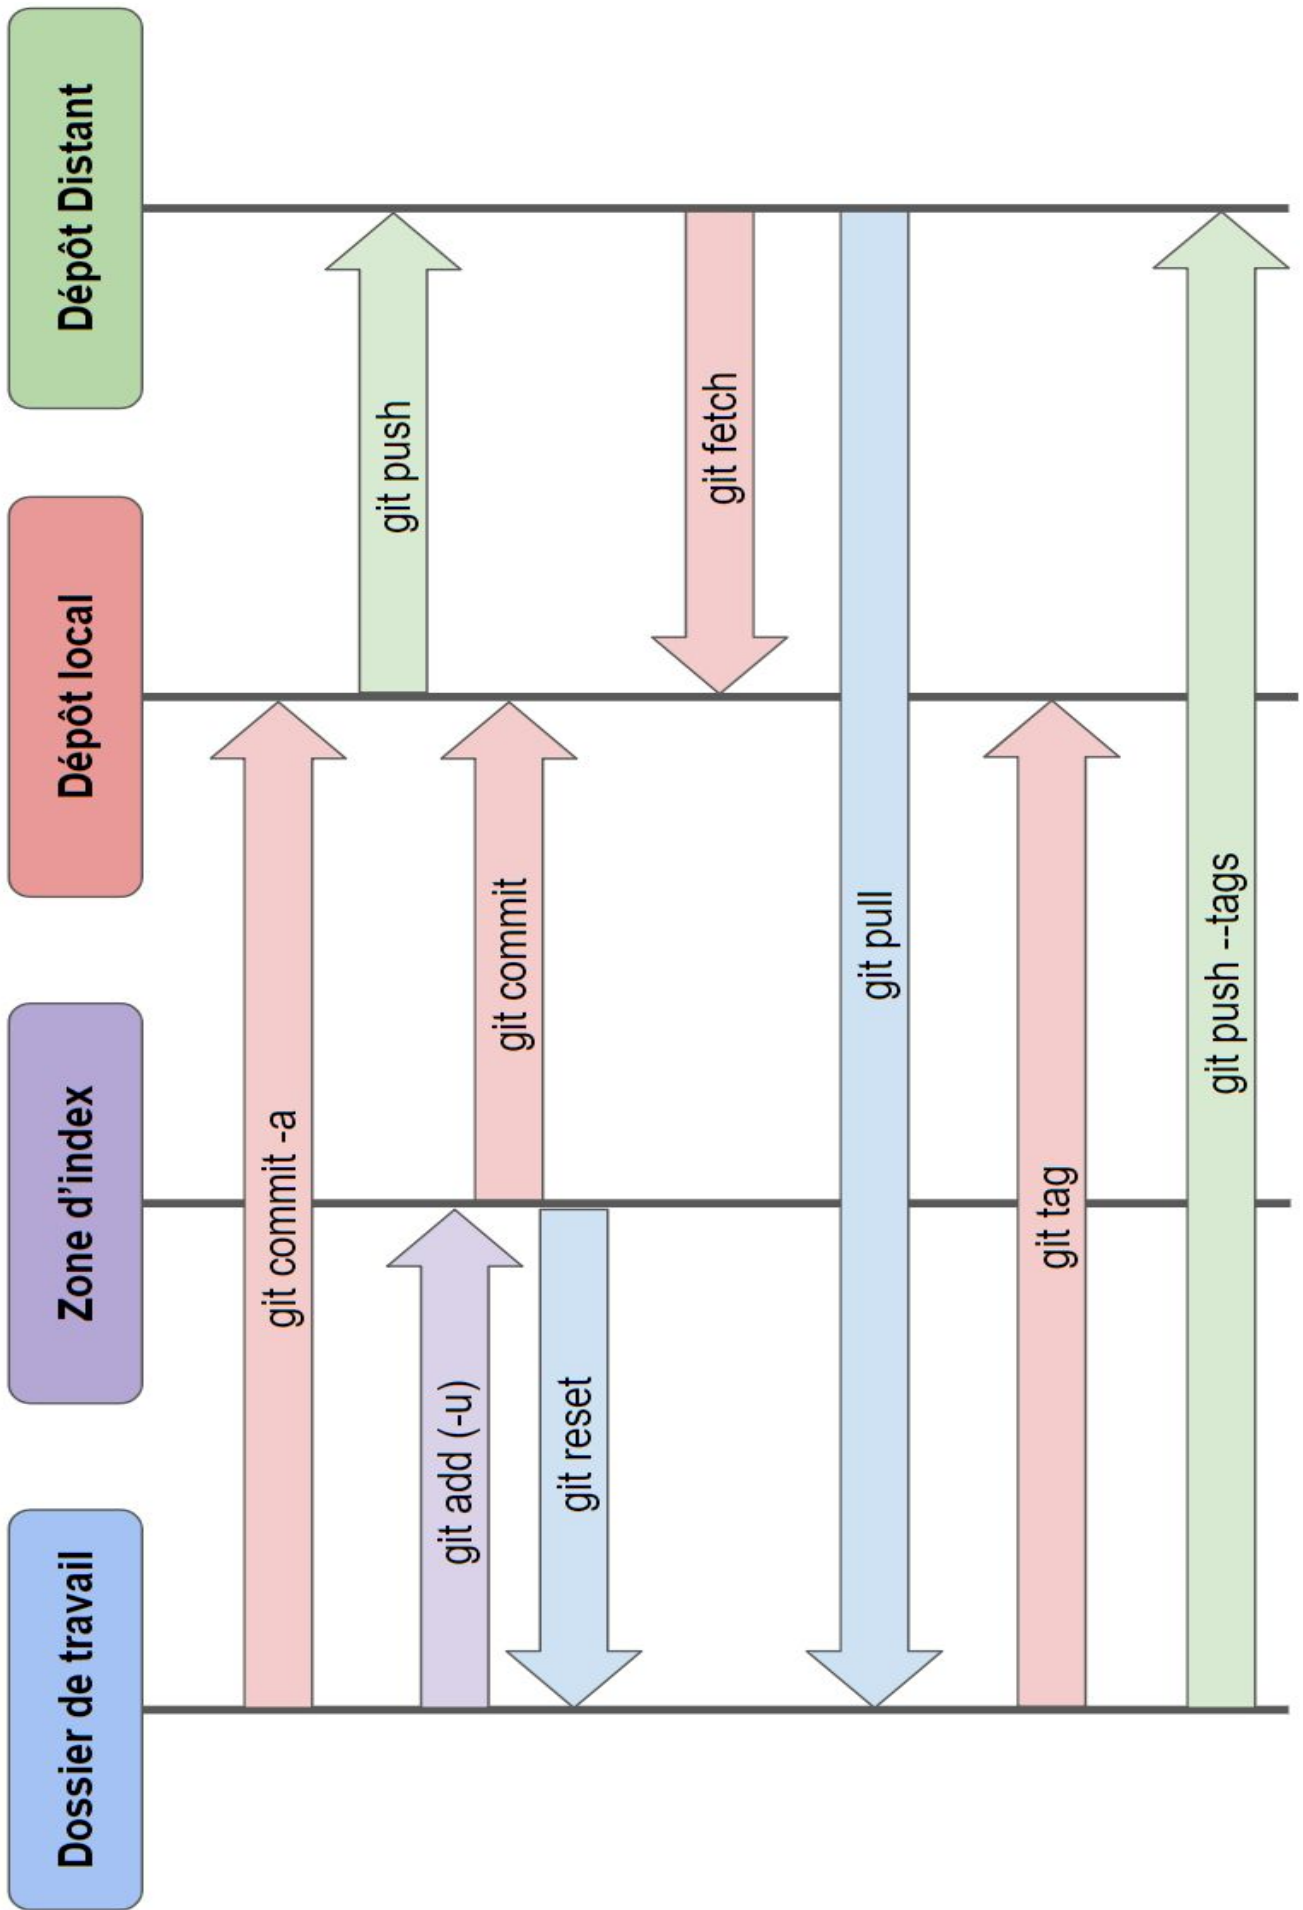 Dossier de travail
Zone d’index
Dépôt local
Dépôt Distant
git commit -a
git push
git add (-u)
git commit
git reset
git fetch
git pull
git tag
git push --tags